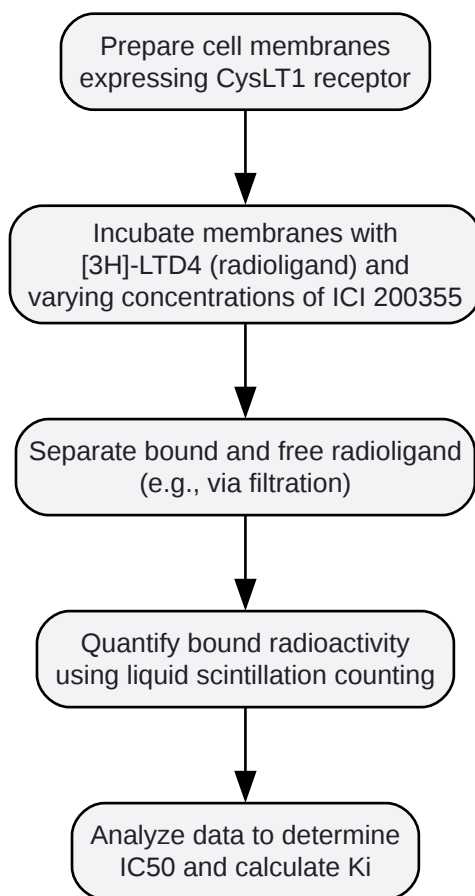 Prepare cell membranes
expressing CysLT1 receptor
Incubate membranes with
[3H]-LTD4 (radioligand) and
varying concentrations of ICI 200355
Separate bound and free radioligand
(e.g., via filtration)
Quantify bound radioactivity
using liquid scintillation counting
Analyze data to determine
IC50 and calculate Ki